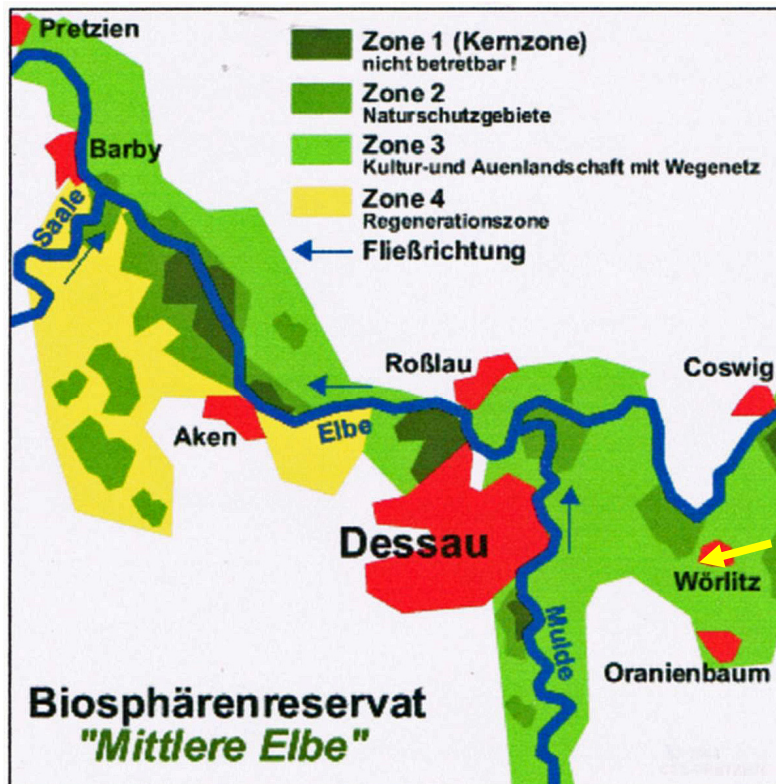 Pretzien
Zone 1 (Kernzone)
nicht betretbar !
Zone 2
Naturschutzgebiete
Barby
Zone 3
Kultur-und Auenlandschaft mit Wegenetz
Zone 4
Regenerationszone
Saale
Fließrichtung
Roßlau
Coswig
Aken
Elbe
Dessau
Wörlitz
Mulde
Oranienbaum
Biosphärenreservat
"Mittlere Elbe"